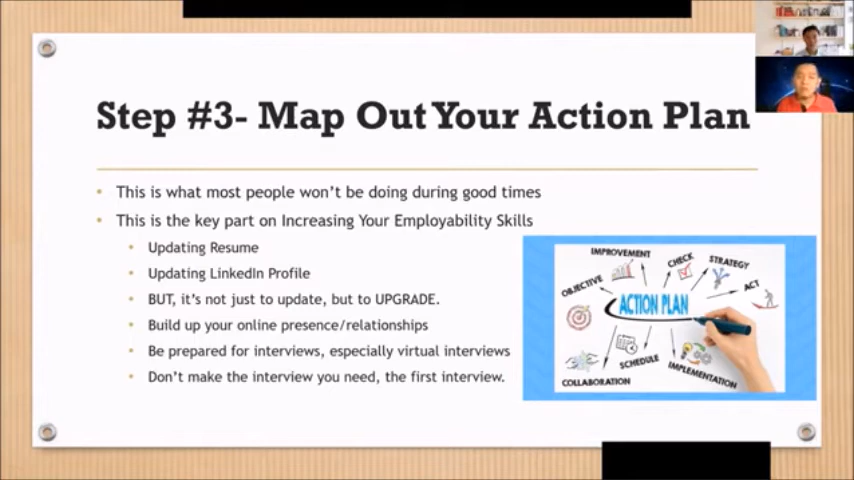 Step #3- Map Out Your Action Plan
This is what most people won't be doing during good times
This is the key part on Increasing Your Employability Skills
Updating Resume
Updating LinkedIn Profile
BUT, it's not just to update, but to UPGRADE.
Build up your online presence/relationships
Be prepared for interviews, especially virtual interviews
Don't make the interview you need, the first interview.
IMPROVEMENT
CHECK
STRATEGY
OBJECTIVE
ACT
ACTION PLAN
SCHEDULE
COLLABORATION
IMPLEMENTATION